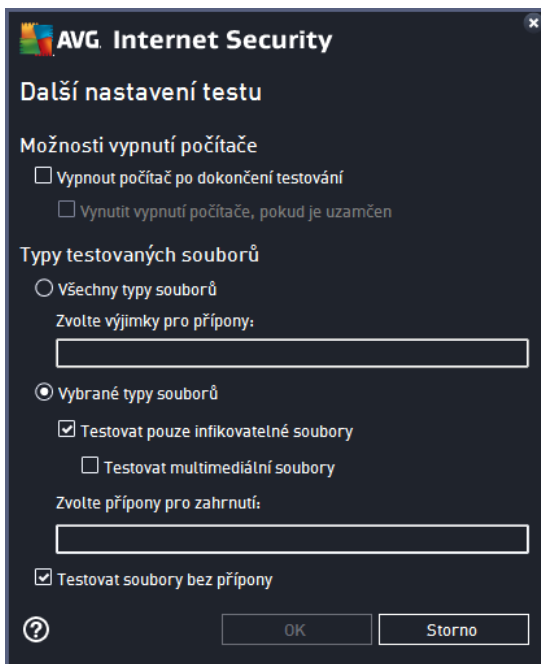 AVG. Internet Security
Další nastavení testu
Možnosti vypnutí počítače
Vypnout počítač po dokončení testování
Vynutit vypnutí počítače, pokud je uzamčen
Typy testovaných souborů
Všechny typy souborů
Zvolte výjimky pro přípony:
Vybrané typy souborů
Testovat pouze infikovatelné soubory
Testovat multimediální soubory
Zvolte přípony pro zahrnutí:
Testovat soubory bez přípony
? OK Storno